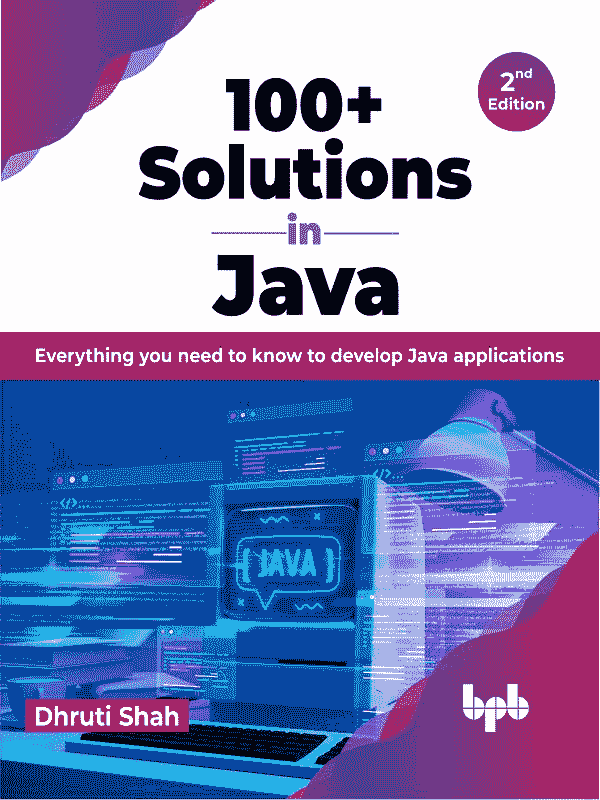 2nd
Edition
100+
Solutions
in
Java
Everything you need to know to develop Java applications
</>
</>
{ JAVA }
Dhruti Shah
bpb